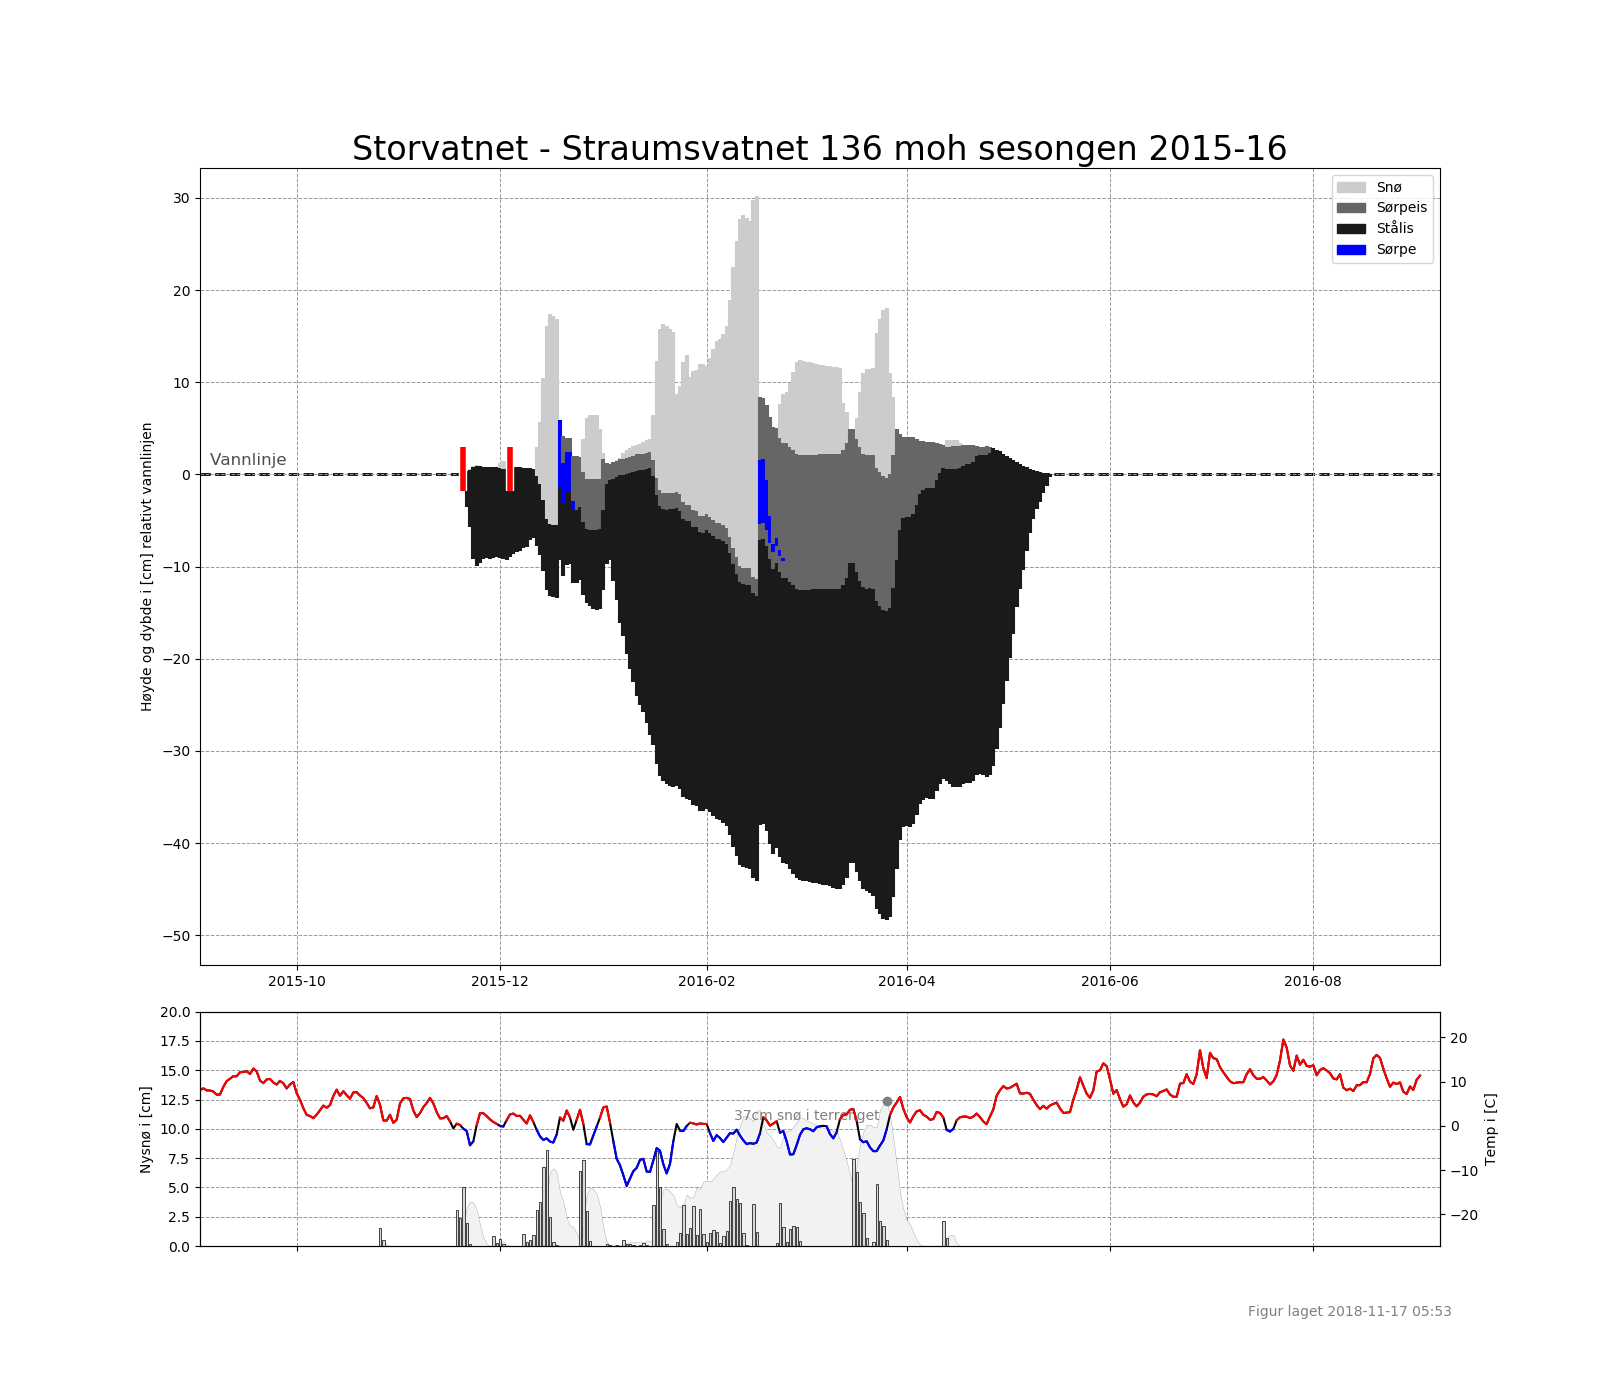 Storvatnet - Straumsvatnet 136 moh sesongen 2015-16
Høyde og dybde i [cm] relativt vannlinjen
30
20
10
0
−10
−20
−30
−40
−50
Vannlinje
Snø
Sørpeis
Stålis
Sørpe
2015-10 2015-12 2016-02 2016-04 2016-06 2016-08
Nysnø i [cm]
20.0
17.5
15.0
12.5
10.0
7.5
5.0
2.5
0.0
37cm snø i terrenget
20
10
0
−10
−20
Temp i [C]
Figur laget 2018-11-17 05:53